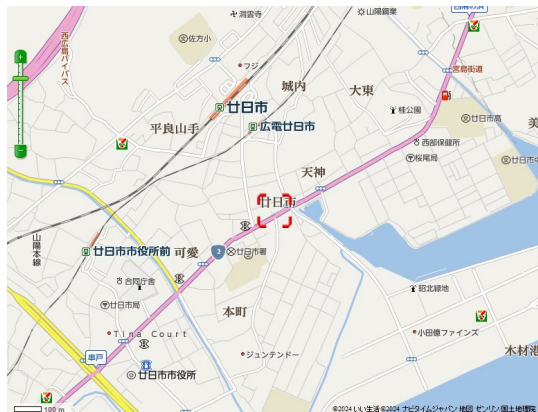 洞雲寺
山陽鋼業
西広島バイパス
佐方小
フジ
宮島街道
城内
大東
廿日市
桂公園
廿日市高
平良山手
広電廿日市
西部保健所
桜尾局
廿日市中
天神
廿日市
山陽本線
廿日市市役所前
可愛
2
廿日市署
合同庁舎
昭北緑地
廿日市局
本町
Tina Court
小田億ファインズ
串戸
ジュンテンドー
木材港
廿日市市役所
100 m
©2024 いい生活 ©2024 ナビタイムジャパン 地図 ゼンリン 国土地理院